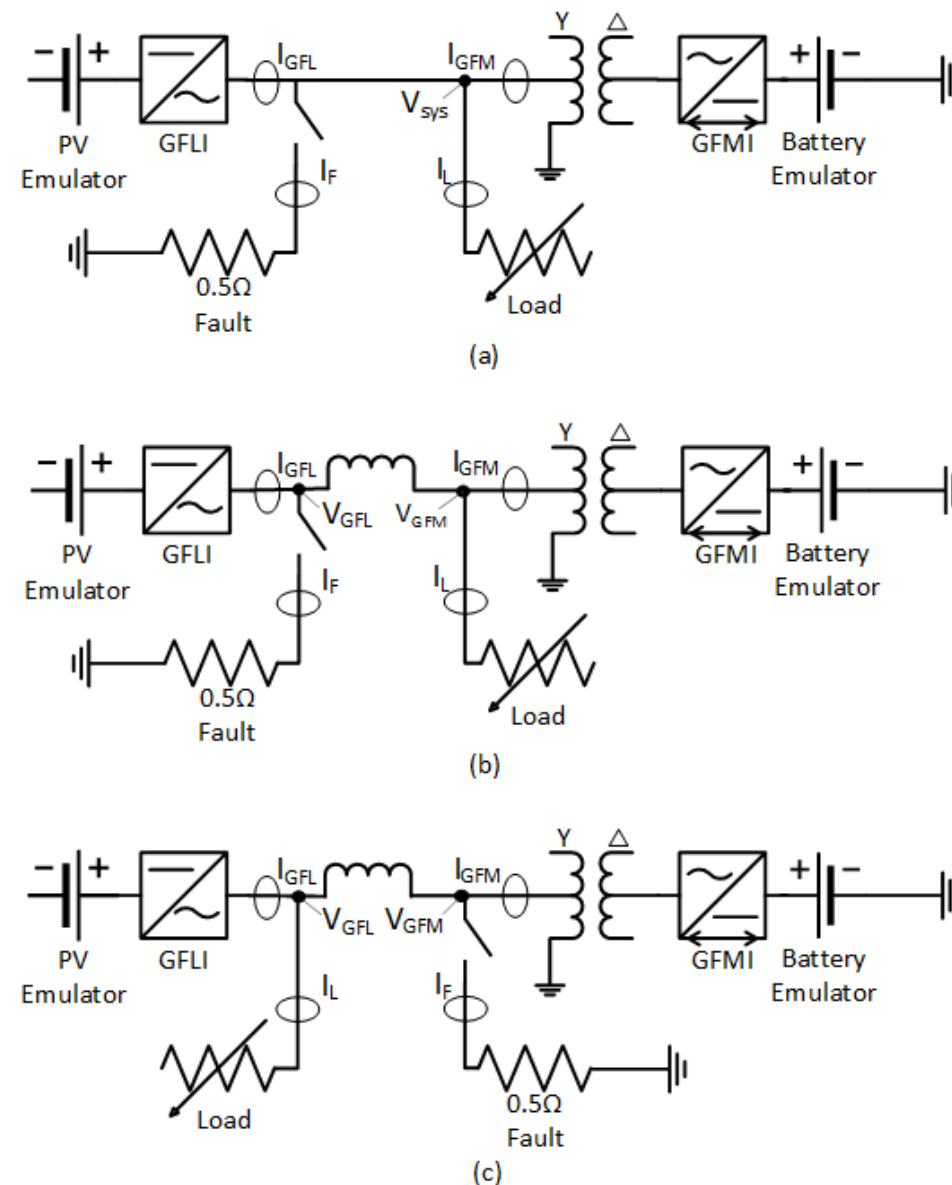 Y △
− + I_GFL I_GFM + −
V_sys
PV GFLI GFMI Battery
Emulator I_F I_L Emulator
0.5Ω Load
Fault
(a)
Y △
− + I_GFL I_GFM + −
V_GFL V_GFM
PV GFLI GFMI Battery
Emulator I_F I_L Emulator
0.5Ω Load
Fault
(b)
Y △
− + I_GFL I_GFM + −
V_GFL V_GFM
PV GFLI GFMI Battery
Emulator I_L I_F Emulator
Load 0.5Ω
Fault
(c)